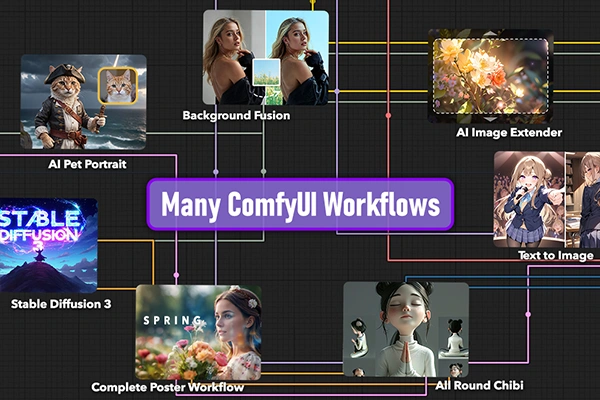 Background Fusion
AI Image Extender
AI Pet Portrait
Many ComfyUI Workflows
STABLE
DIFFUSION
3
Text to Image
Stable Diffusion 3
SPRING
Complete Poster Workflow
All Round Chibi